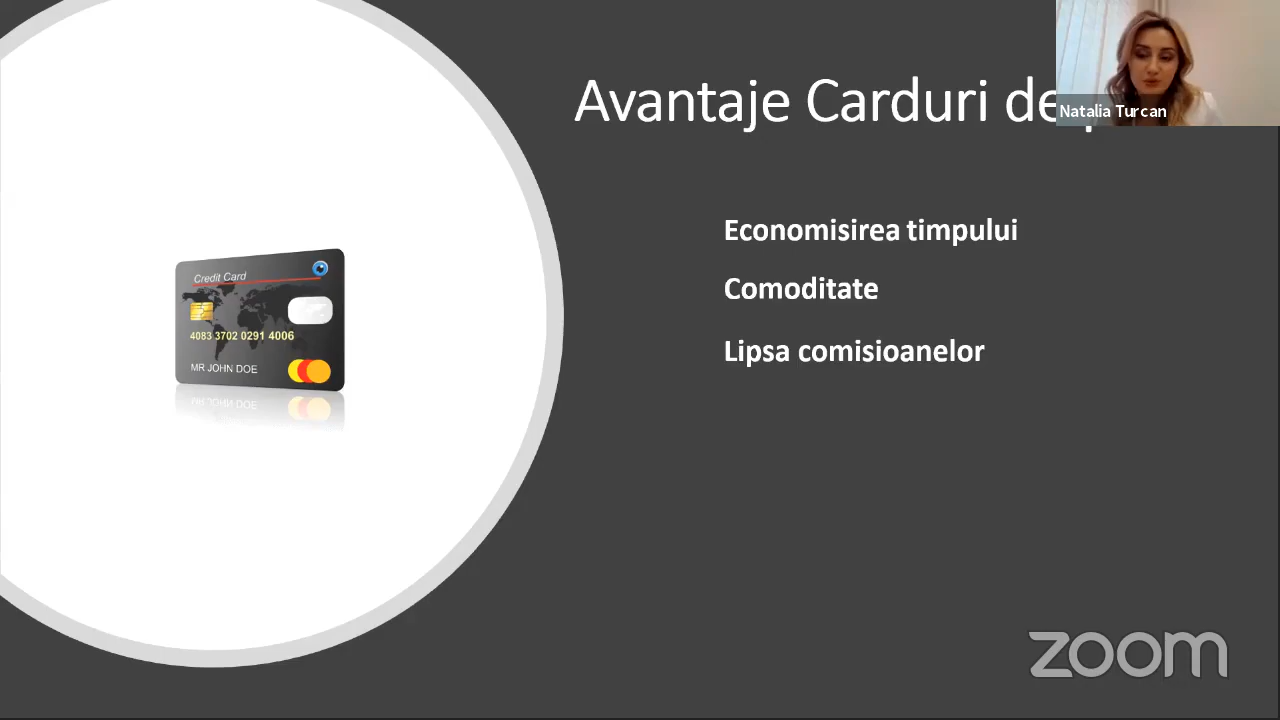 Avantaje Carduri de
Natalia Turcan
Economisirea timpului
Comoditate
Lipsa comisioanelor
Credit Card
4083 3702 0291 4006
MR JOHN DOE
zoom